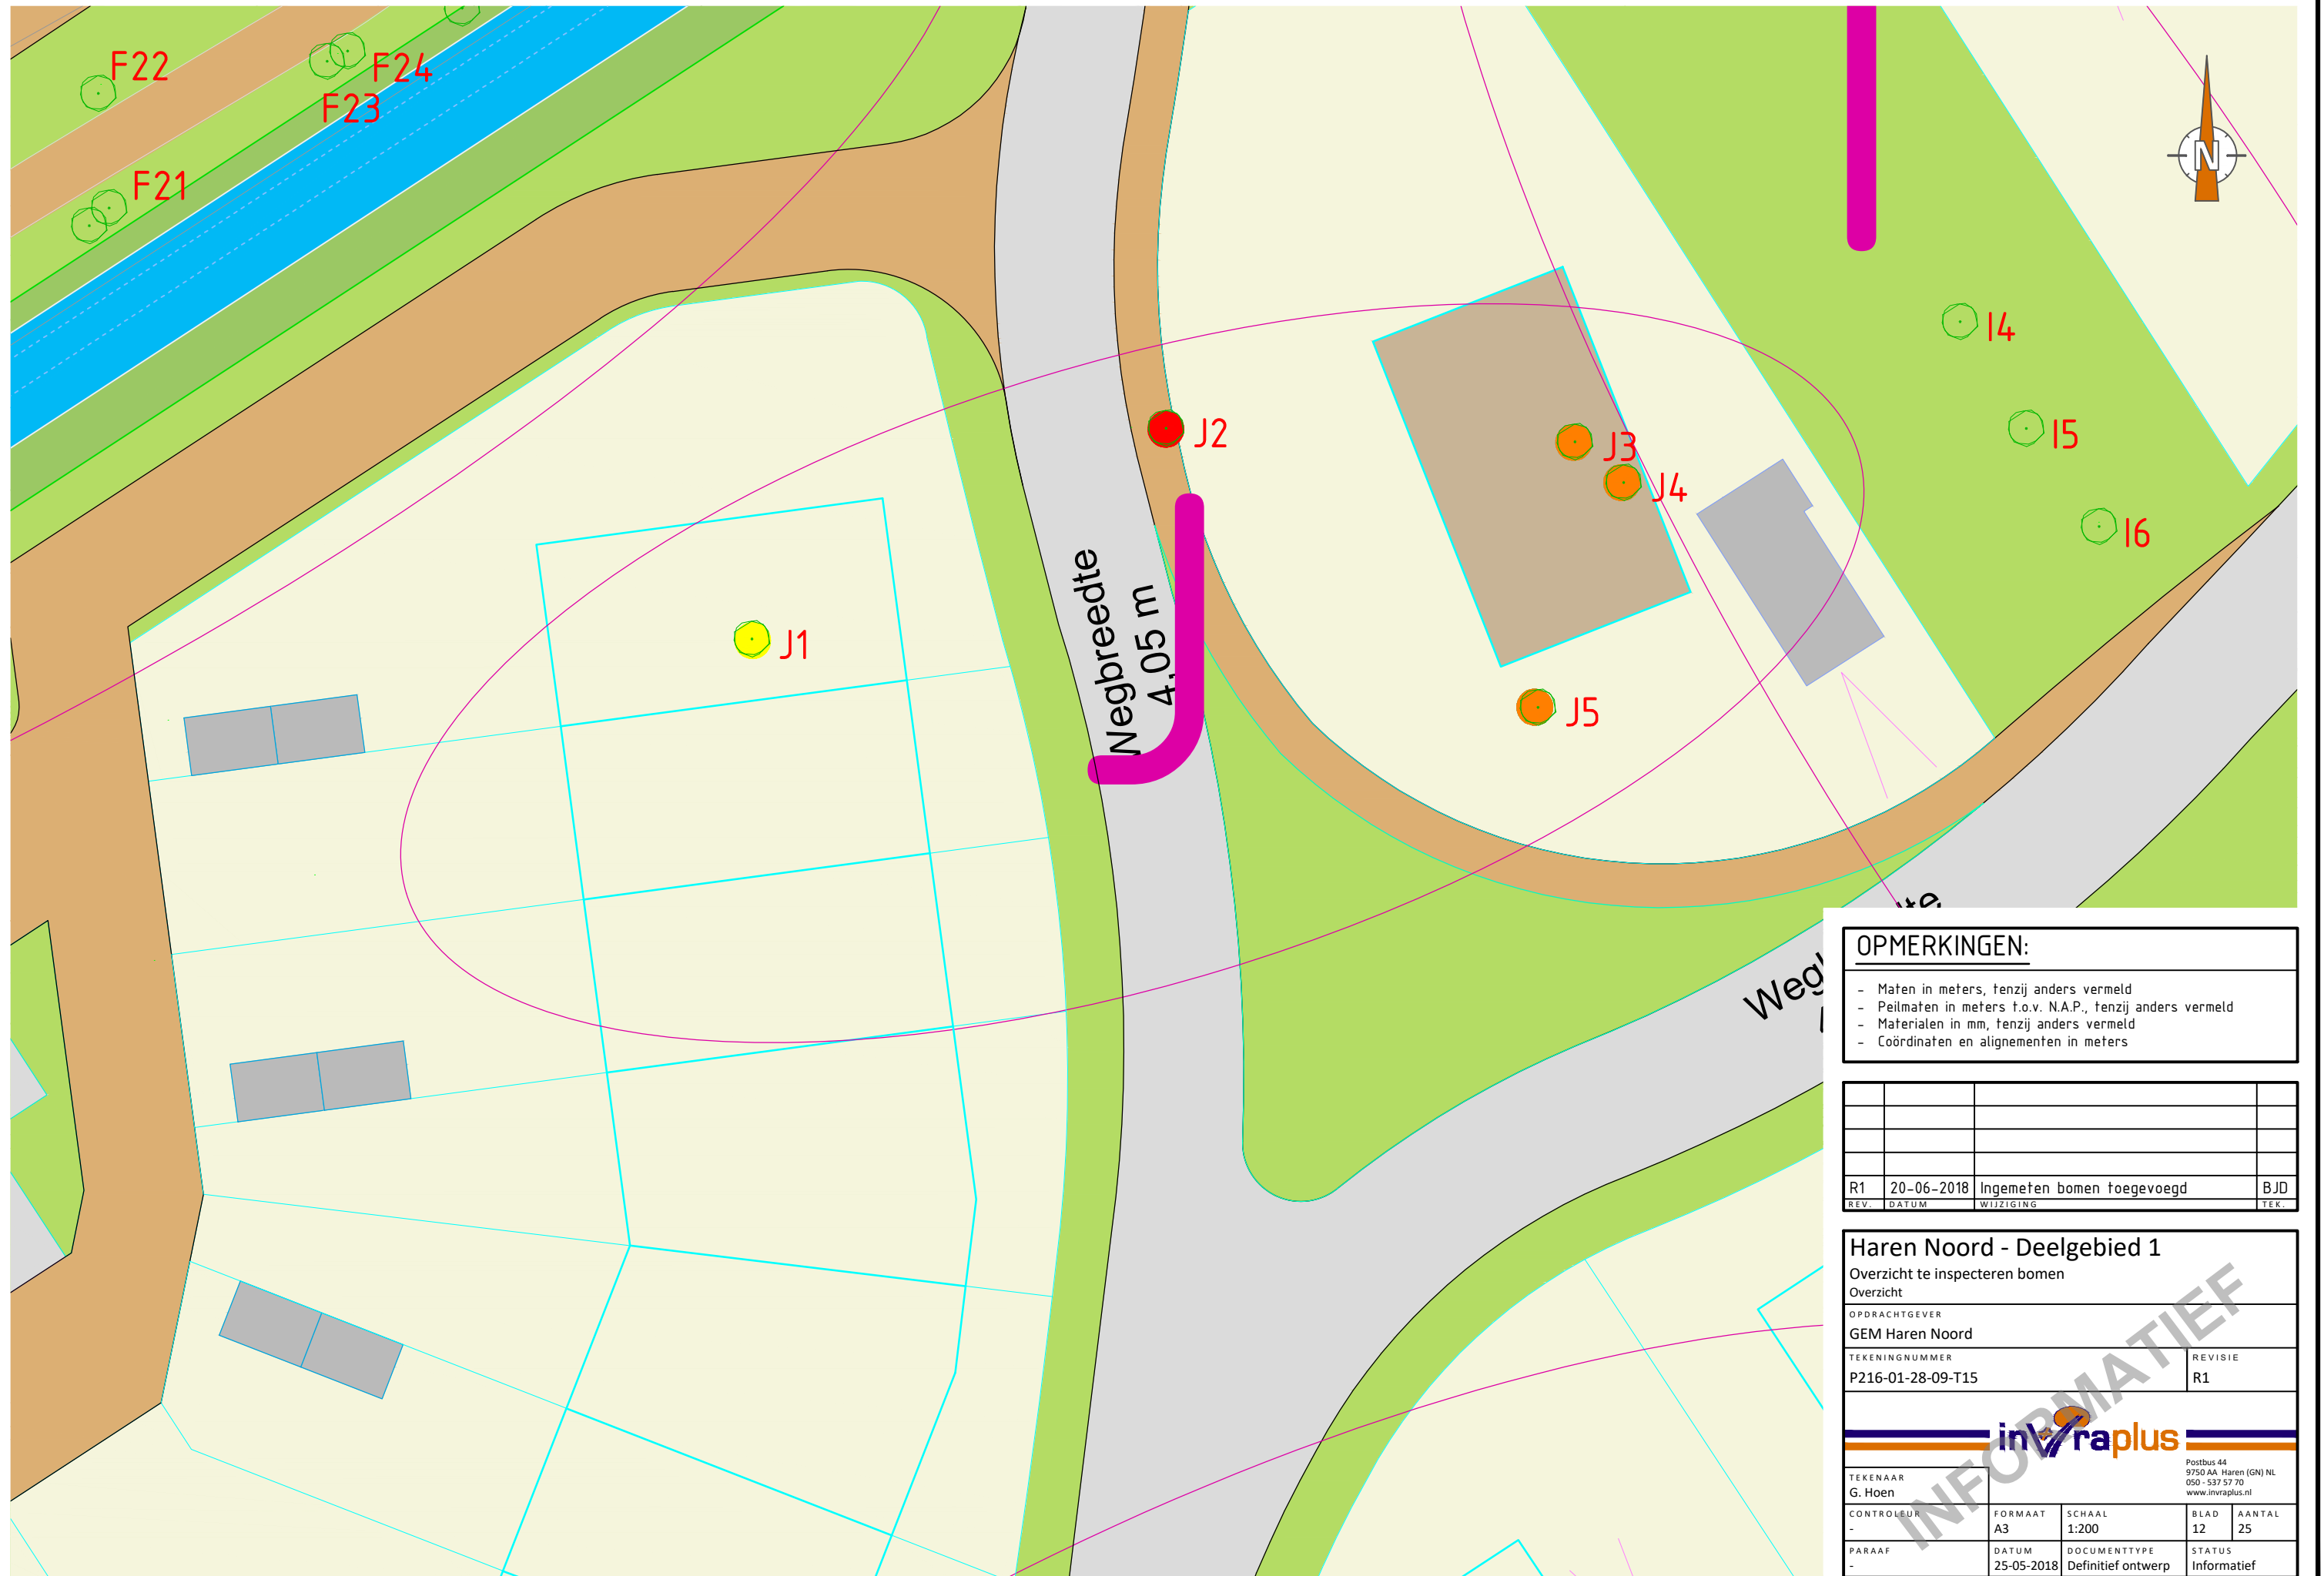 F22
F24
F23
F21
N
I4
J2
I5
J3
J4
I6
J1
J5
Wegbreedte
4,05 m
OPMERKINGEN:
- Maten in meters, tenzij anders vermeld
- Peilmaten in meters t.o.v. N.A.P., tenzij anders vermeld
- Materialen in mm, tenzij anders vermeld
- Coördinaten en alignementen in meters
R1 20-06-2018 Ingemeten bomen toegevoegd BJD
REV. DATUM WIJZIGING TEK.
Haren Noord - Deelgebied 1
Overzicht te inspecteren bomen
Overzicht
OPDRACHTGEVER
GEM Haren Noord
TEKENINGNUMMER REVISIE
P216-01-28-09-T15 R1
invraplus
Postbus 44
9750 AA Haren (GN) NL
050 - 537 57 70
www.invraplus.nl
TEKENAAR
G. Hoen
CONTROLEUR FORMAAT SCHAAL BLAD AANTAL
- A3 1:200 12 25
PARAAF DATUM DOCUMENTTYPE STATUS
- 25-05-2018 Definitief ontwerp Informatief
INFORMATIEF